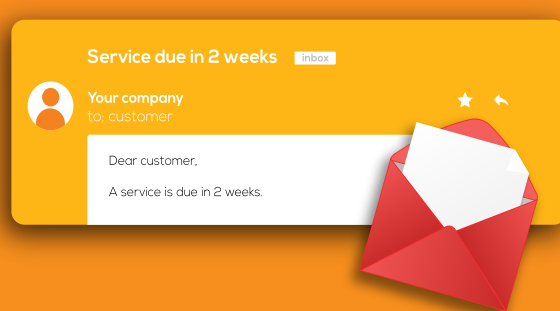 Service due in 2 weeks inbox
Your company
to: customer
Dear customer,
A service is due in 2 weeks.